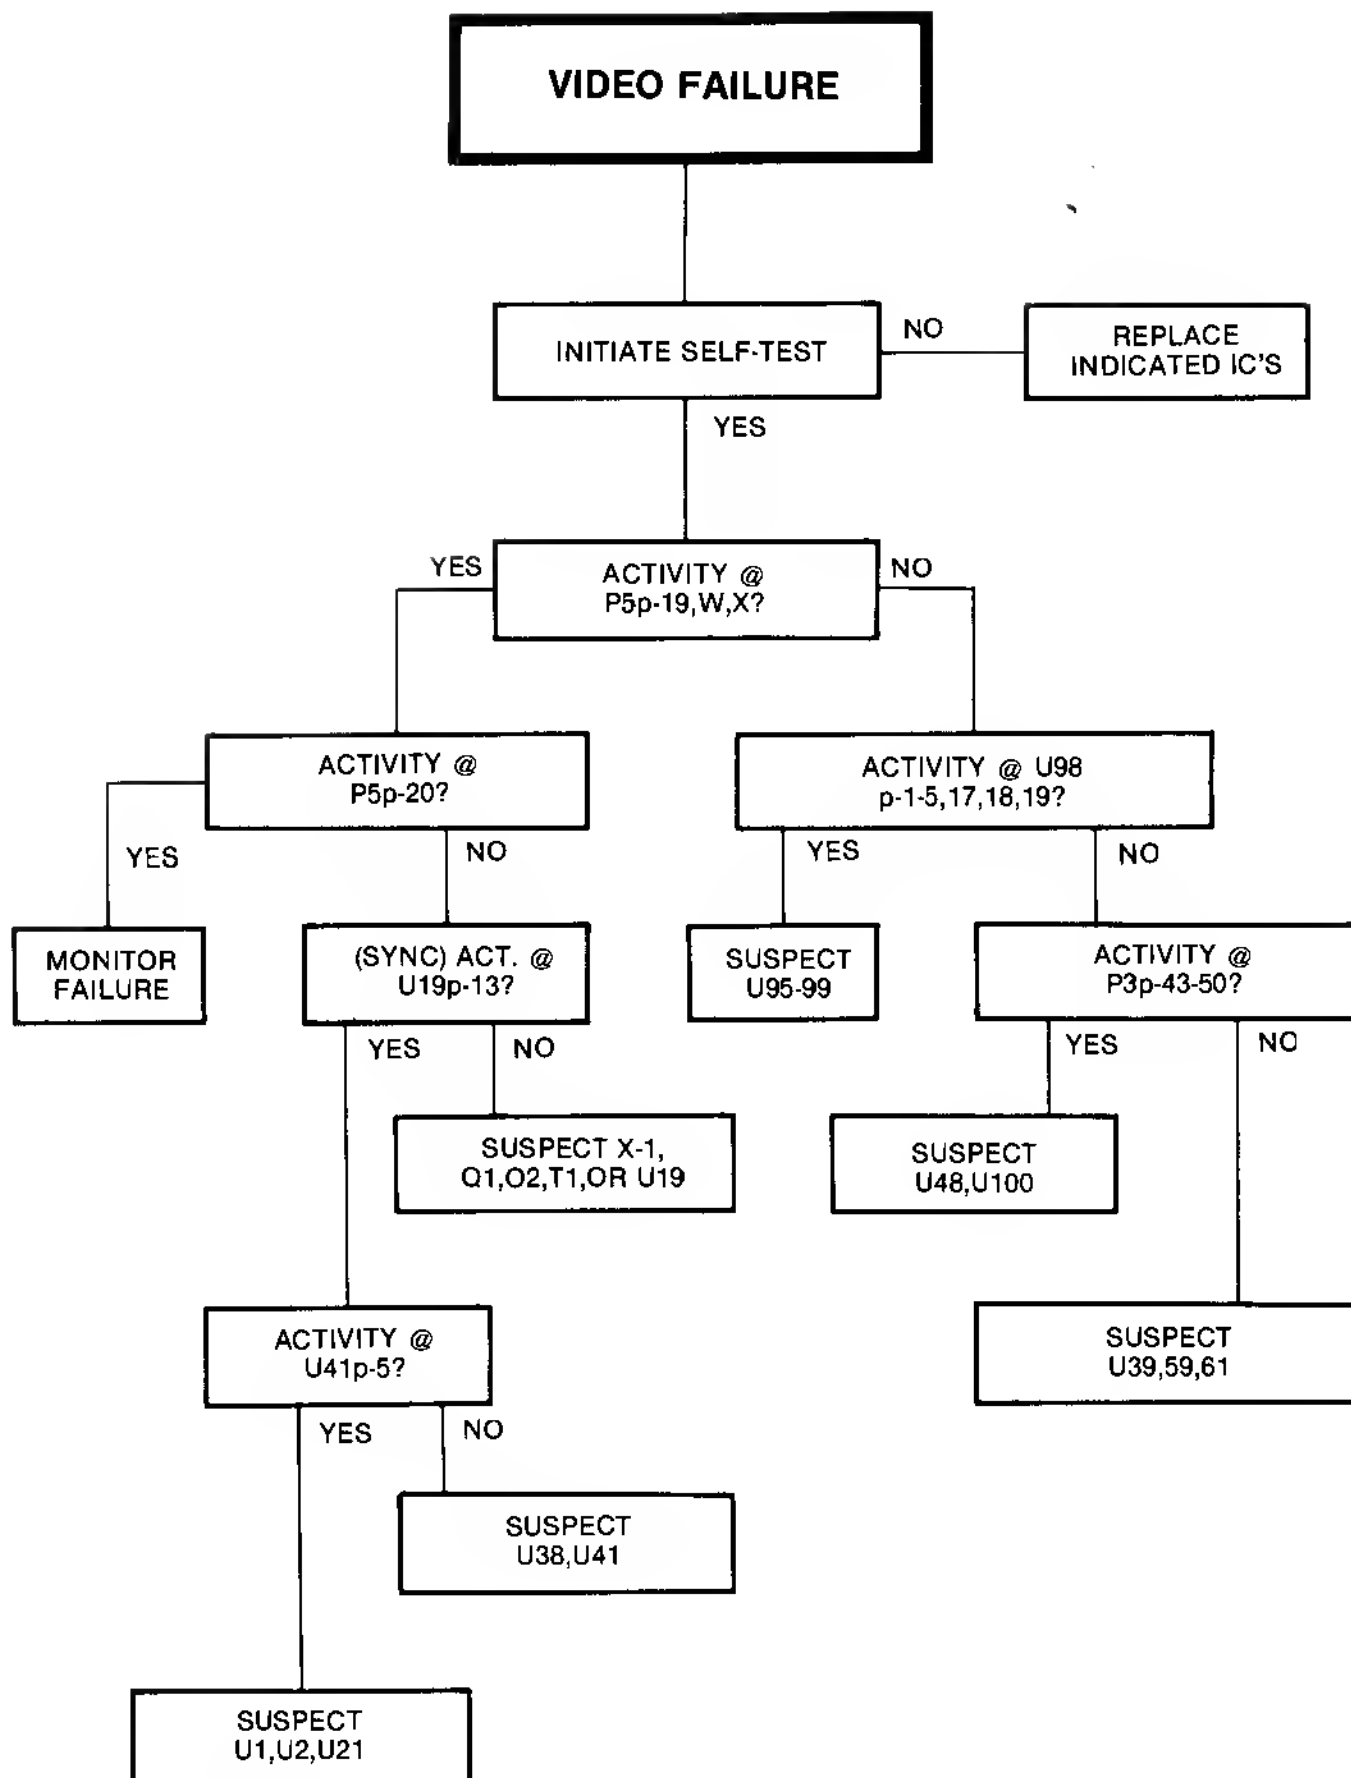 VIDEO FAILURE
INITIATE SELF-TEST
NO
REPLACE
INDICATED IC'S
YES
YES
ACTIVITY @
P5p-19,W,X?
NO
ACTIVITY @
P5p-20?
ACTIVITY @ U98
p-1-5,17,18,19?
YES
NO
YES
NO
MONITOR
FAILURE
(SYNC) ACT. @
U19p-13?
SUSPECT
U95-99
ACTIVITY @
P3p-43-50?
YES
NO
YES
NO
SUSPECT X-1,
Q1,O2,T1,OR U19
SUSPECT
U48,U100
ACTIVITY @
U41p-5?
SUSPECT
U39,59,61
YES
NO
SUSPECT
U38,U41
SUSPECT
U1,U2,U21